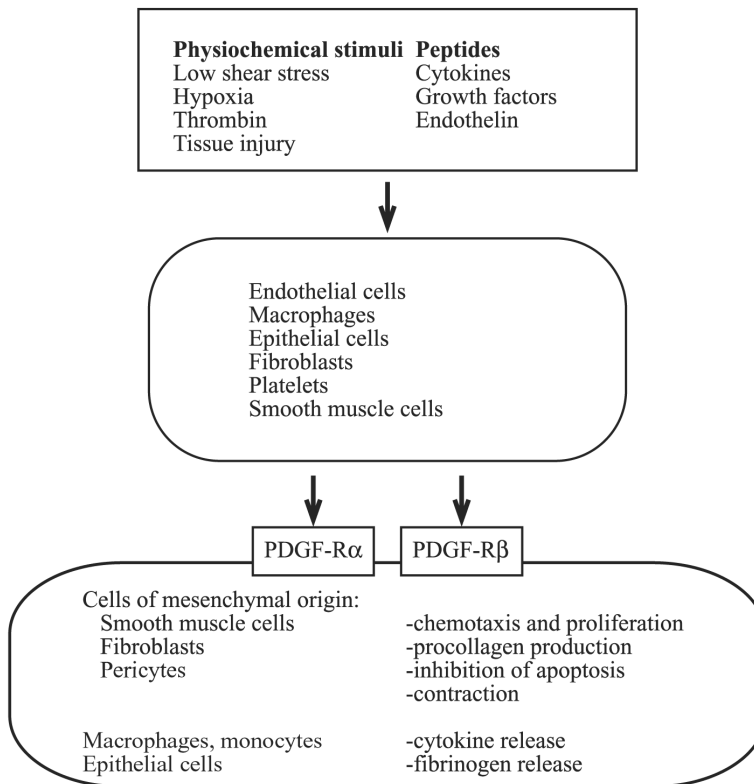 Physiochemical stimuli Peptides
Low shear stress Cytokines
Hypoxia Growth factors
Thrombin Endothelin
Tissue injury
Endothelial cells
Macrophages
Epithelial cells
Fibroblasts
Platelets
Smooth muscle cells
PDGF-Rα PDGF-Rβ
Cells of mesenchymal origin:
Smooth muscle cells -chemotaxis and proliferation
Fibroblasts -procollagen production
Pericytes -inhibition of apoptosis
-contraction
Macrophages, monocytes -cytokine release
Epithelial cells -fibrinogen release